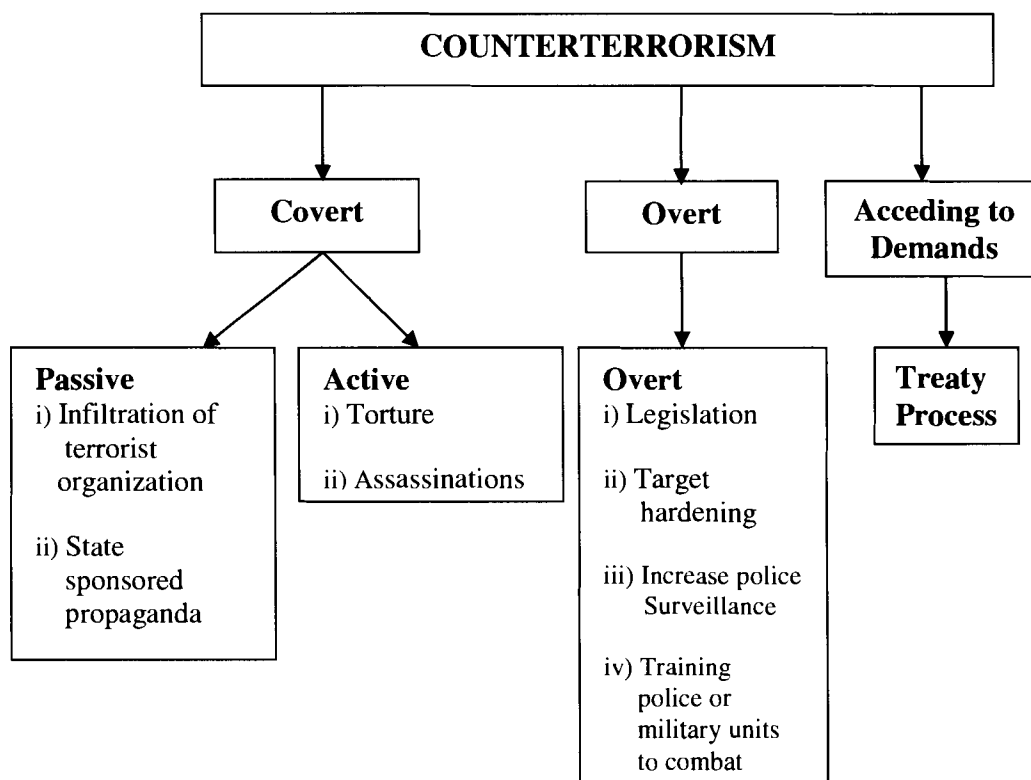 COUNTERTERRORISM
Covert
Overt
Acceding to
Demands
Passive
i) Infiltration of
terrorist
organization
ii) State
sponsored
propaganda
Active
i) Torture
ii) Assassinations
Overt
i) Legislation
ii) Target
hardening
iii) Increase police
Surveillance
iv) Training
police or
military units
to combat
Treaty
Process